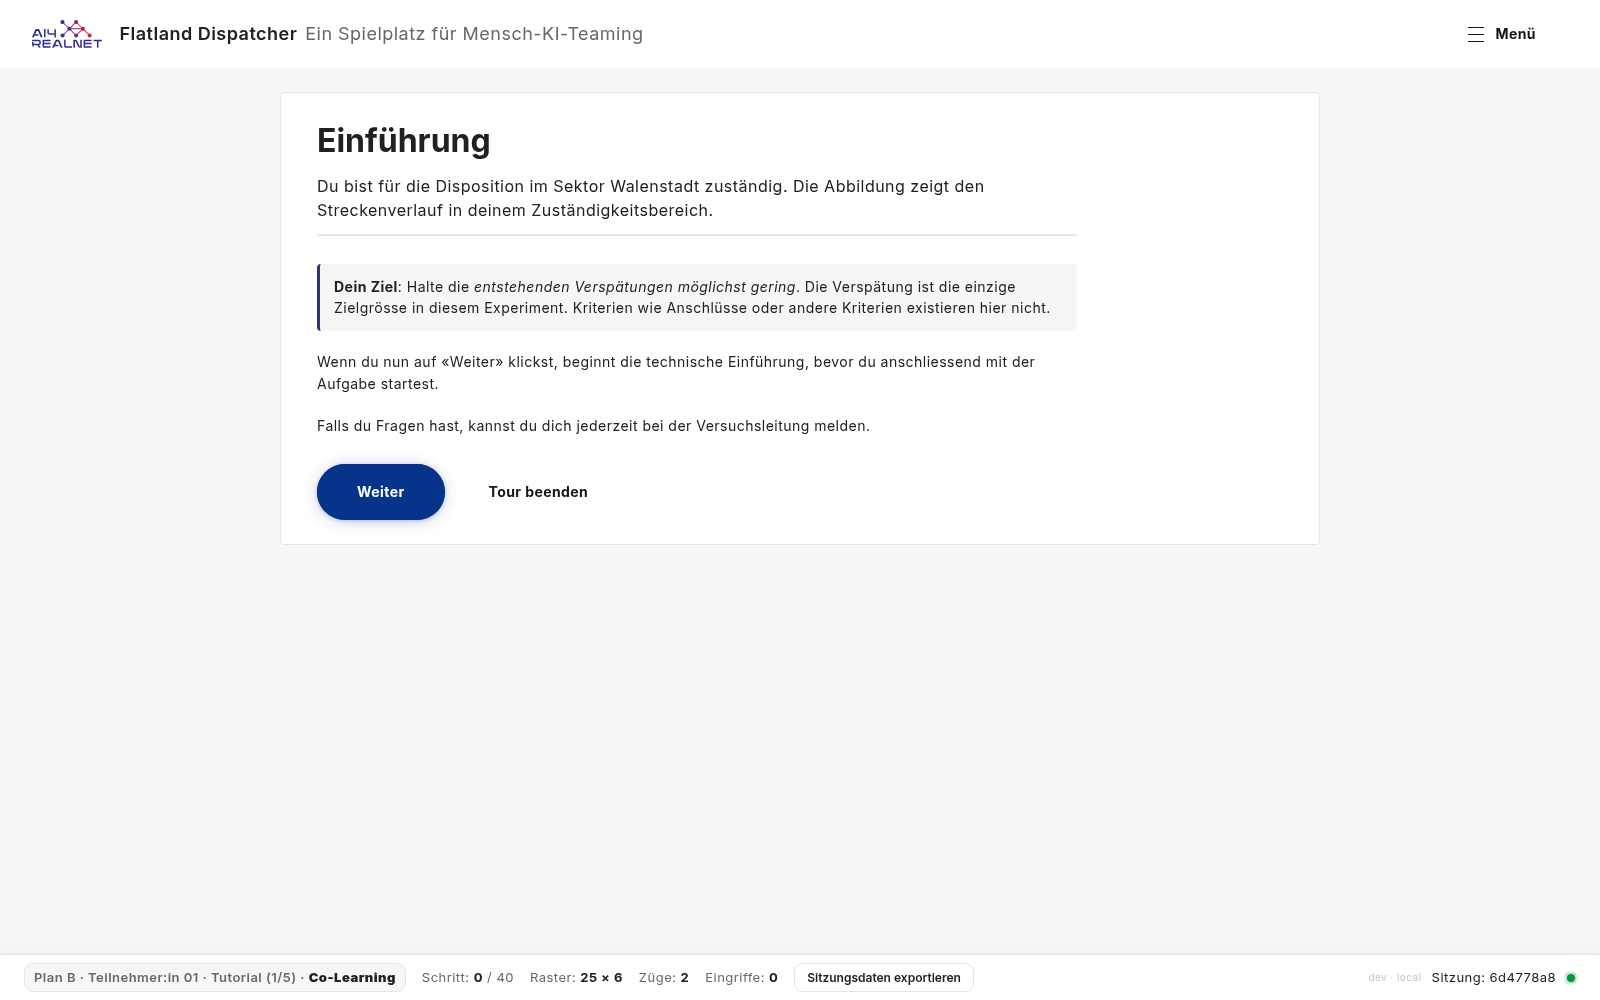 AI4
REALNET
Flatland Dispatcher Ein Spielplatz für Mensch-KI-Teaming
Menü
Einführung
Du bist für die Disposition im Sektor Walenstadt zuständig. Die Abbildung zeigt den
Streckenverlauf in deinem Zuständigkeitsbereich.
Dein Ziel: Halte die entstehenden Verspätungen möglichst gering. Die Verspätung ist die einzige
Zielgrösse in diesem Experiment. Kriterien wie Anschlüsse oder andere Kriterien existieren hier nicht.
Wenn du nun auf «Weiter» klickst, beginnt die technische Einführung, bevor du anschliessend mit der
Aufgabe startest.
Falls du Fragen hast, kannst du dich jederzeit bei der Versuchsleitung melden.
Weiter
Tour beenden
Plan B · Teilnehmer:in 01 · Tutorial (1/5) · Co-Learning
Schritt: 0 / 40
Raster: 25 × 6
Züge: 2
Eingriffe: 0
Sitzungsdaten exportieren
dev · local
Sitzung: 6d4778a8